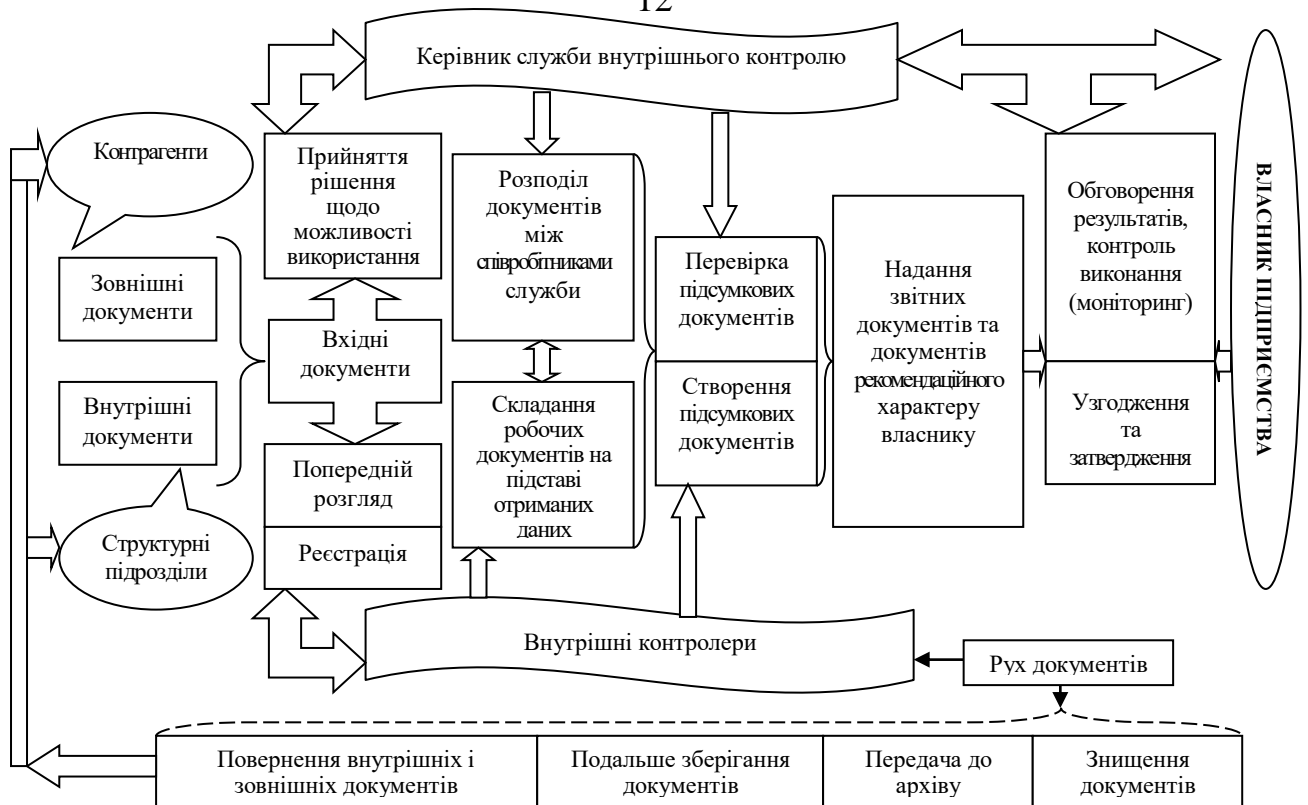 12
Керівник служби внутрішнього контролю
Контрагенти
Зовнішні
документи
Внутрішні
документи
Структурні
підрозділи
Прийняття
рішення
щодо
можливості
використання
Вхідні
документи
Попередній
розгляд
Реєстрація
Розподіл
документів
між
співробітниками
служби
Складання
робочих
документів на
підставі
отриманих
даних
Перевірка
підсумкових
документів
Створення
підсумкових
документів
Надання
звітних
документів та
документів
рекомендаційного
характеру
власнику
Обговорення
результатів,
контроль
виконання
(моніторинг)
Узгодження
та
затвердження
ВЛАСНИК ПІДПРИЄМСТВА
Внутрішні контролери
Рух документів
Повернення внутрішніх і
зовнішніх документів
Подальше зберігання
документів
Передача до
архіву
Знищення
документів